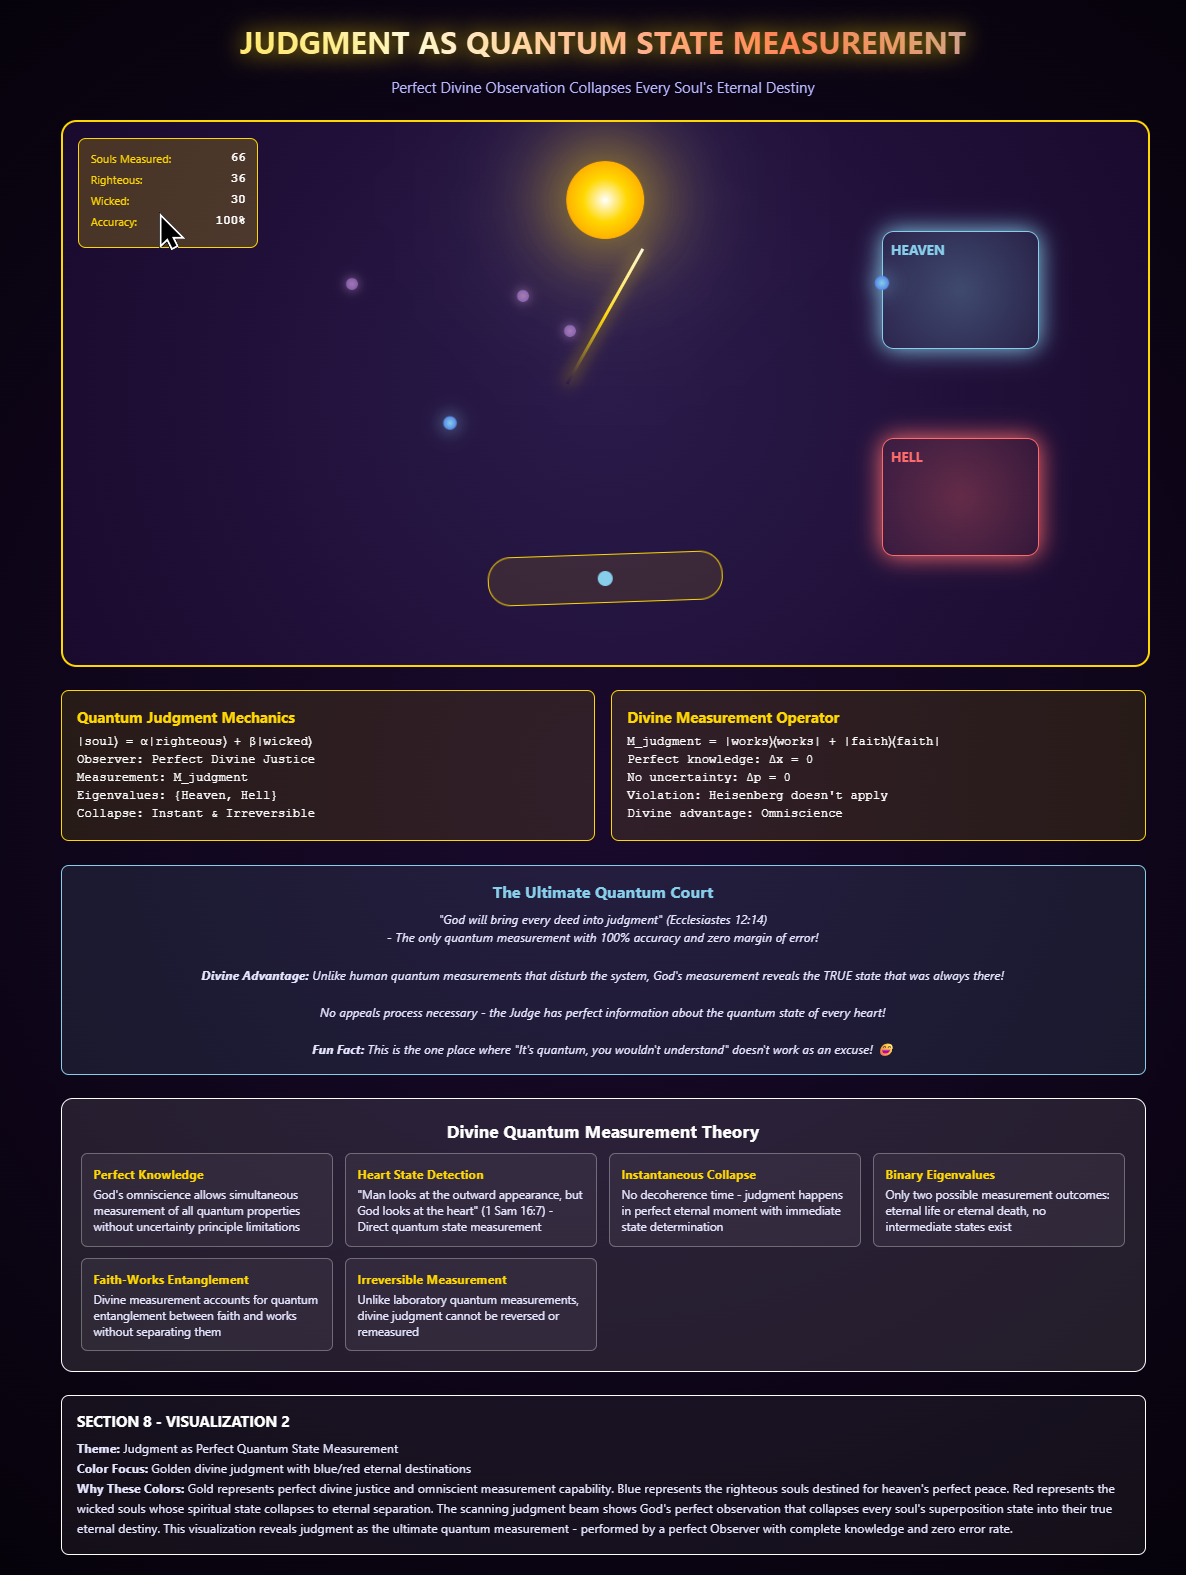 JUDGMENT AS QUANTUM STATE MEASUREMENT
Perfect Divine Observation Collapses Every Soul's Eternal Destiny
Souls Measured: 66
Righteous: 36
Wicked: 30
Accuracy: 100%
HEAVEN
HELL
Quantum Judgment Mechanics
|soul⟩ = α|righteous⟩ + β|wicked⟩
Observer: Perfect Divine Justice
Measurement: M_judgment
Eigenvalues: {Heaven, Hell}
Collapse: Instant & Irreversible
Divine Measurement Operator
M_judgment = |works⟩⟨works| + |faith⟩⟨faith|
Perfect knowledge: Δx = 0
No uncertainty: Δp = 0
Violation: Heisenberg doesn't apply
Divine advantage: Omniscience
The Ultimate Quantum Court
"God will bring every deed into judgment" (Ecclesiastes 12:14)
- The only quantum measurement with 100% accuracy and zero margin of error!
Divine Advantage: Unlike human quantum measurements that disturb the system, God's measurement reveals the TRUE state that was always there!
No appeals process necessary - the Judge has perfect information about the quantum state of every heart!
Fun Fact: This is the one place where "It's quantum, you wouldn't understand" doesn't work as an excuse! 😅
Divine Quantum Measurement Theory
Perfect Knowledge
God's omniscience allows simultaneous
measurement of all quantum properties
without uncertainty principle limitations
Heart State Detection
"Man looks at the outward appearance, but
God looks at the heart" (1 Sam 16:7) -
Direct quantum state measurement
Instantaneous Collapse
No decoherence time - judgment happens
in perfect eternal moment with immediate
state determination
Binary Eigenvalues
Only two possible measurement outcomes:
eternal life or eternal death, no
intermediate states exist
Faith-Works Entanglement
Divine measurement accounts for quantum
entanglement between faith and works
without separating them
Irreversible Measurement
Unlike laboratory quantum measurements,
divine judgment cannot be reversed or
remeasured
SECTION 8 - VISUALIZATION 2
Theme: Judgment as Perfect Quantum State Measurement
Color Focus: Golden divine judgment with blue/red eternal destinations
Why These Colors: Gold represents perfect divine justice and omniscient measurement capability. Blue represents the righteous souls destined for heaven's perfect peace. Red represents the
wicked souls whose spiritual state collapses to eternal separation. The scanning judgment beam shows God's perfect observation that collapses every soul's superposition state into their true
eternal destiny. This visualization reveals judgment as the ultimate quantum measurement - performed by a perfect Observer with complete knowledge and zero error rate.